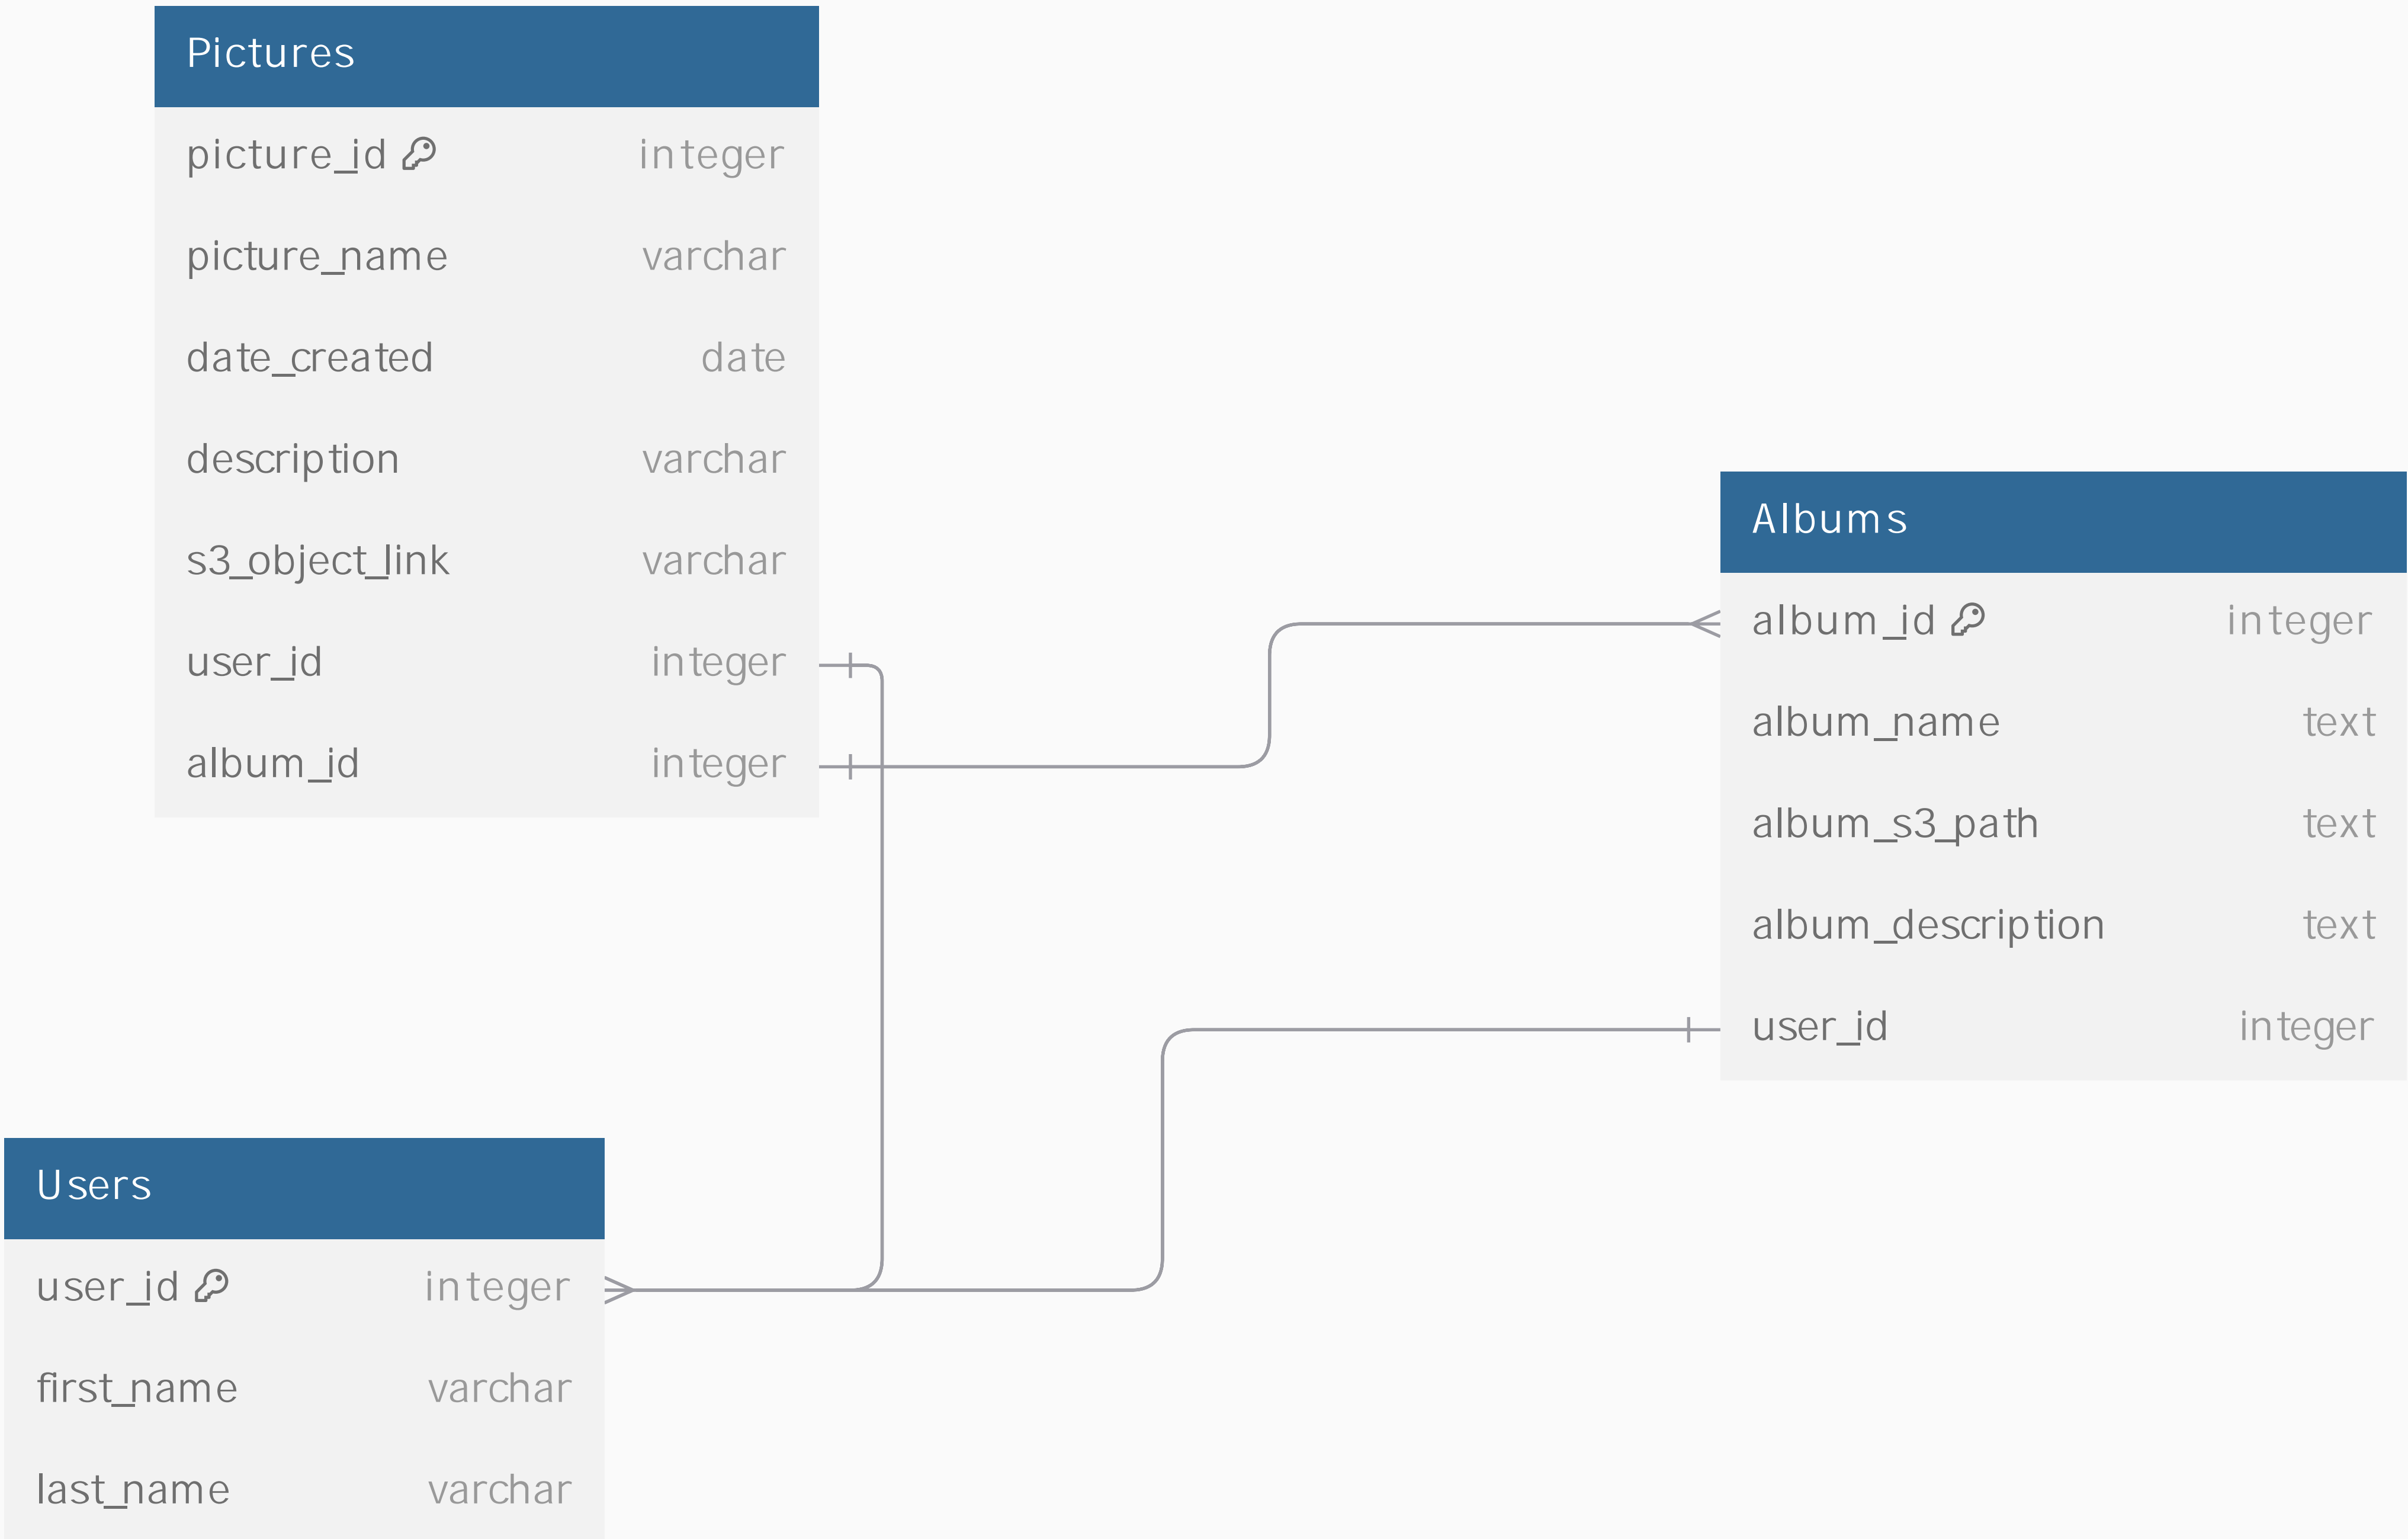 Pictures
picture_id integer
picture_name varchar
date_created date
description varchar
s3_object_link varchar
user_id integer
album_id integer
Albums
album_id integer
album_name text
album_s3_path text
album_description text
user_id integer
Users
user_id integer
first_name varchar
last_name varchar